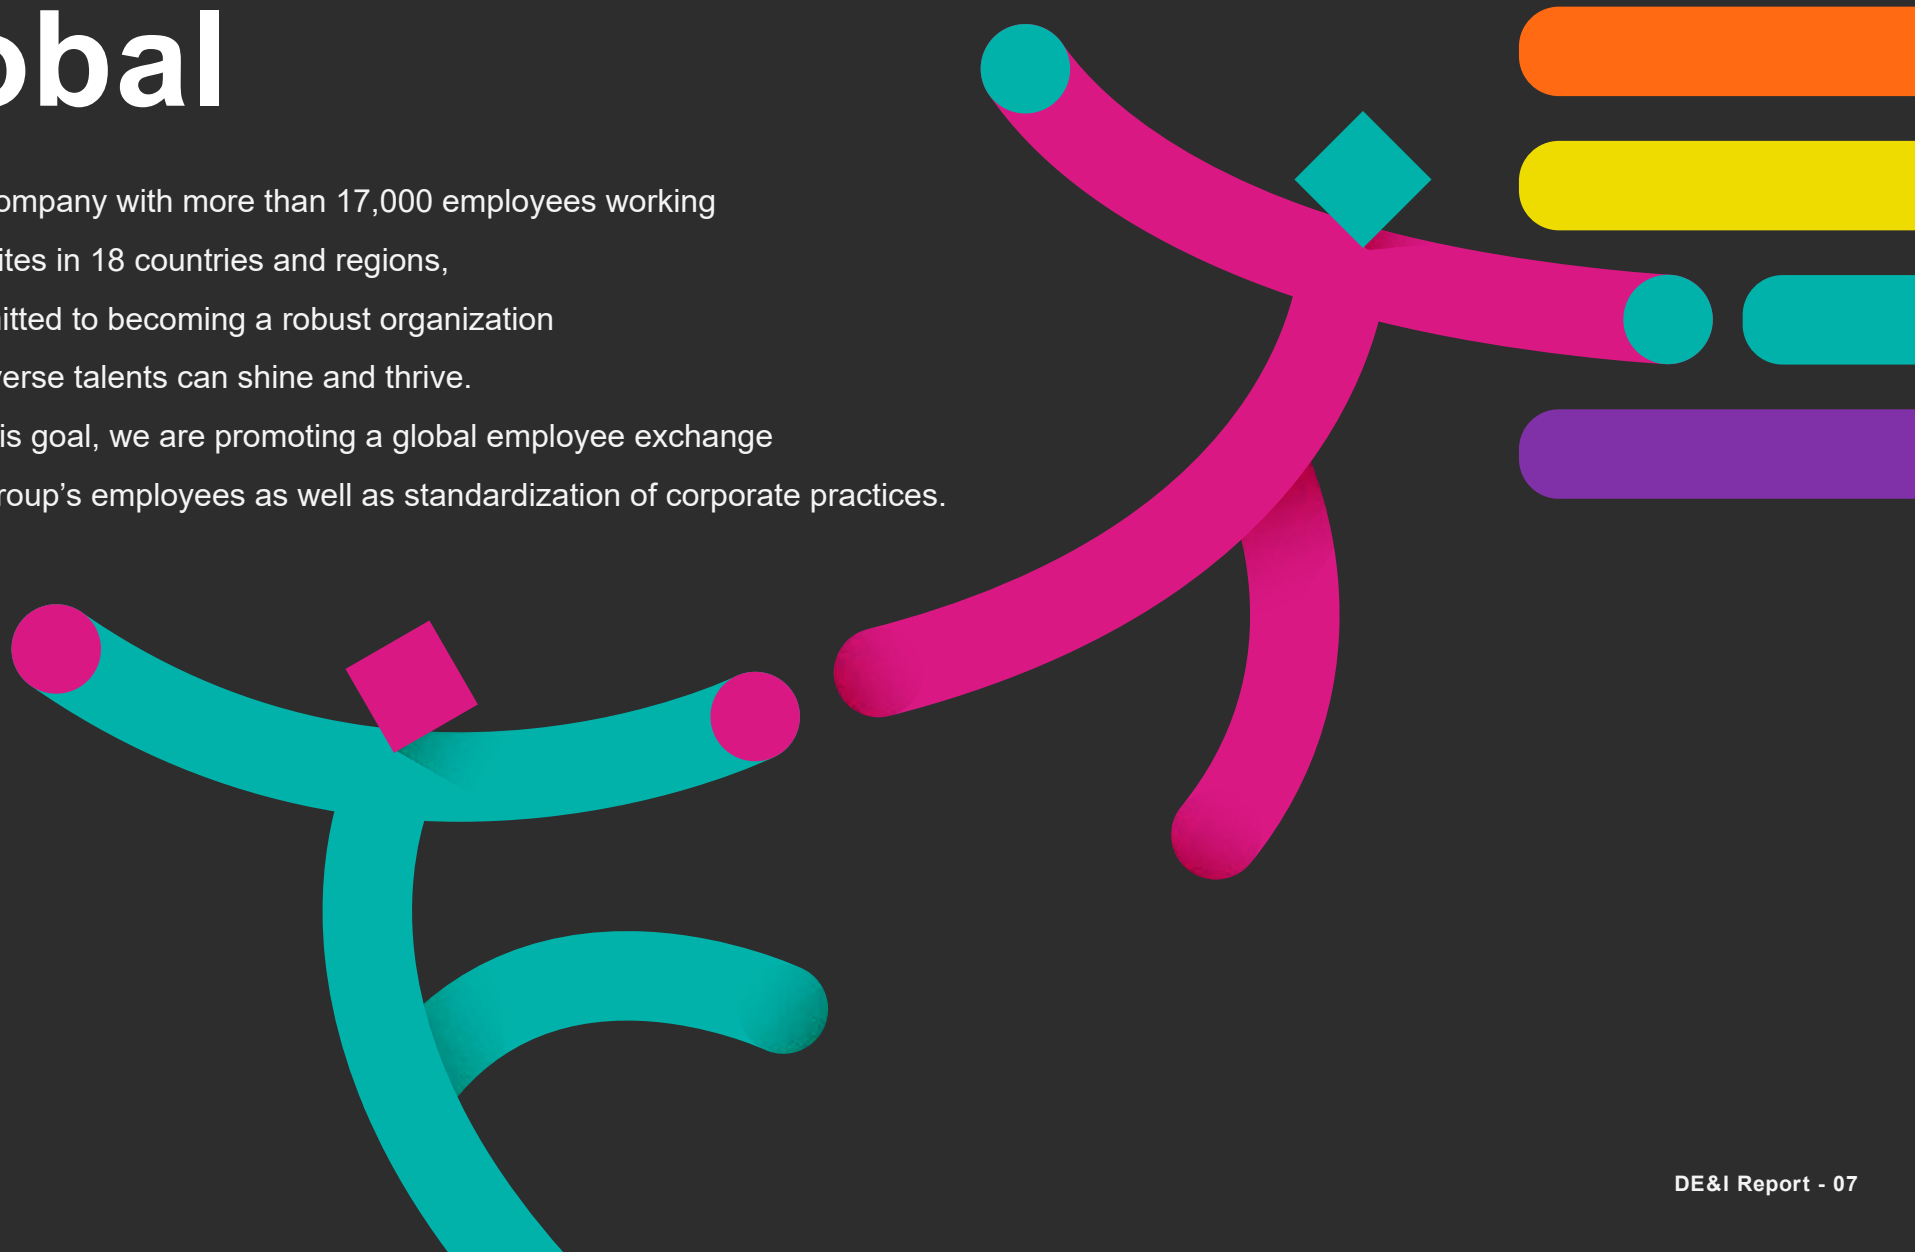 obal
ompany with more than 17,000 employees working
ites in 18 countries and regions,
itted to becoming a robust organization
verse talents can shine and thrive.
is goal, we are promoting a global employee exchange
roup’s employees as well as standardization of corporate practices.
DE&I Report - 07